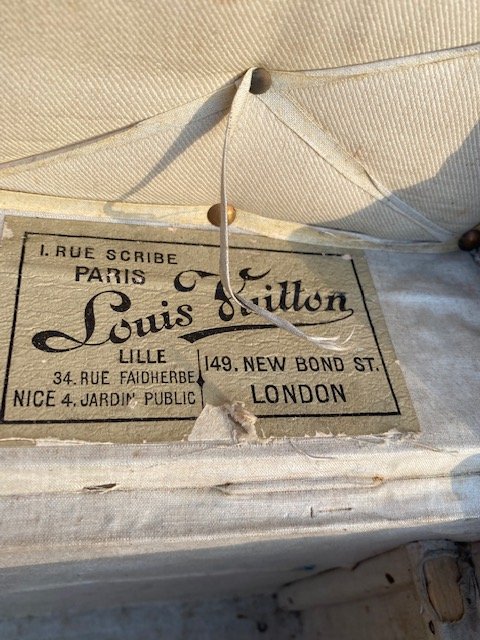 1. RUE SCRIBE
PARIS
Louis Vuitton
LILLE
34. RUE FAIDHERBE
NICE 4. JARDIN PUBLIC
149. NEW BOND ST.
LONDON